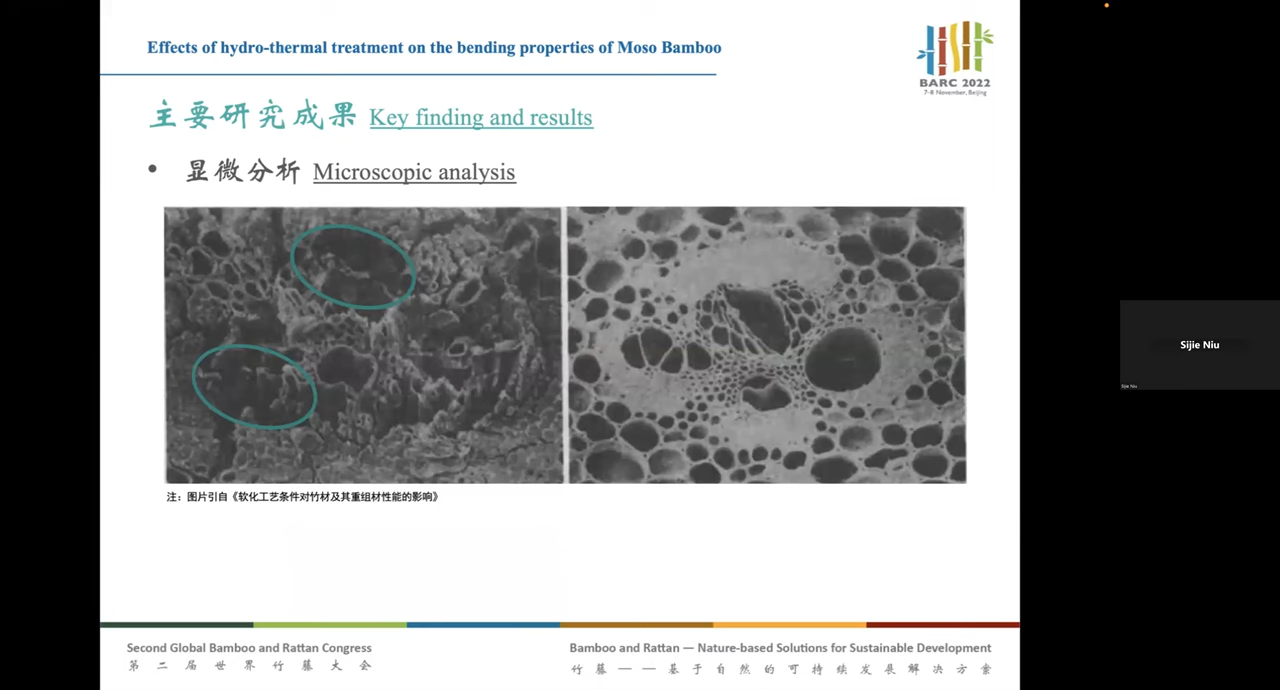 Effects of hydro-thermal treatment on the bending properties of Moso Bamboo
BARC 2022
7-8 November, Beijing
主要研究成果 Key finding and results
• 显微分析 Microscopic analysis
Sijie Niu
Sijie Niu
注：图片引自《软化工艺条件对竹材及其重组材性能的影响》
Second Global Bamboo and Rattan Congress
第二届世界竹藤大会
Bamboo and Rattan — Nature-based Solutions for Sustainable Development
竹藤——基于自然的可持续发展解决方案